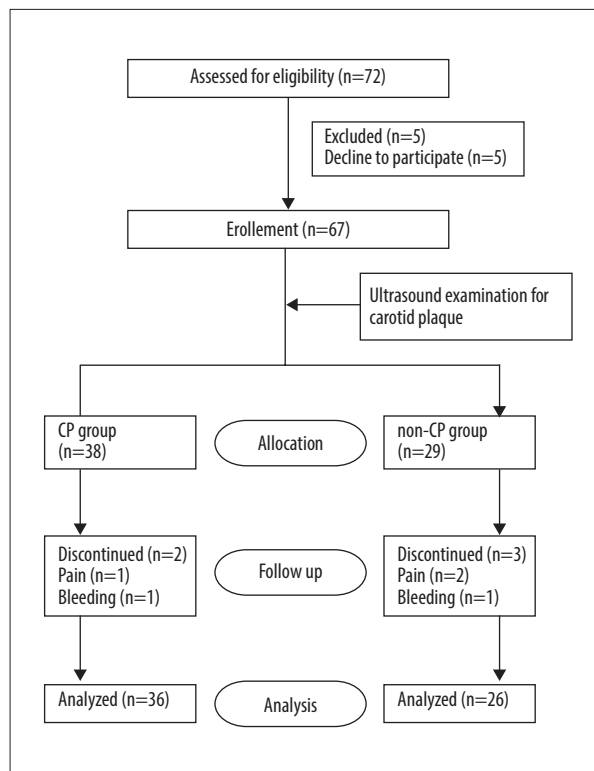 Assessed for eligibility (n=72)
Excluded (n=5)
Decline to participate (n=5)
Erollement (n=67)
Ultrasound examination for
carotid plaque
CP group
(n=38)
Allocation
non-CP group
(n=29)
Discontinued (n=2)
Pain (n=1)
Bleeding (n=1)
Follow up
Discontinued (n=3)
Pain (n=2)
Bleeding (n=1)
Analyzed (n=36)
Analysis
Analyzed (n=26)